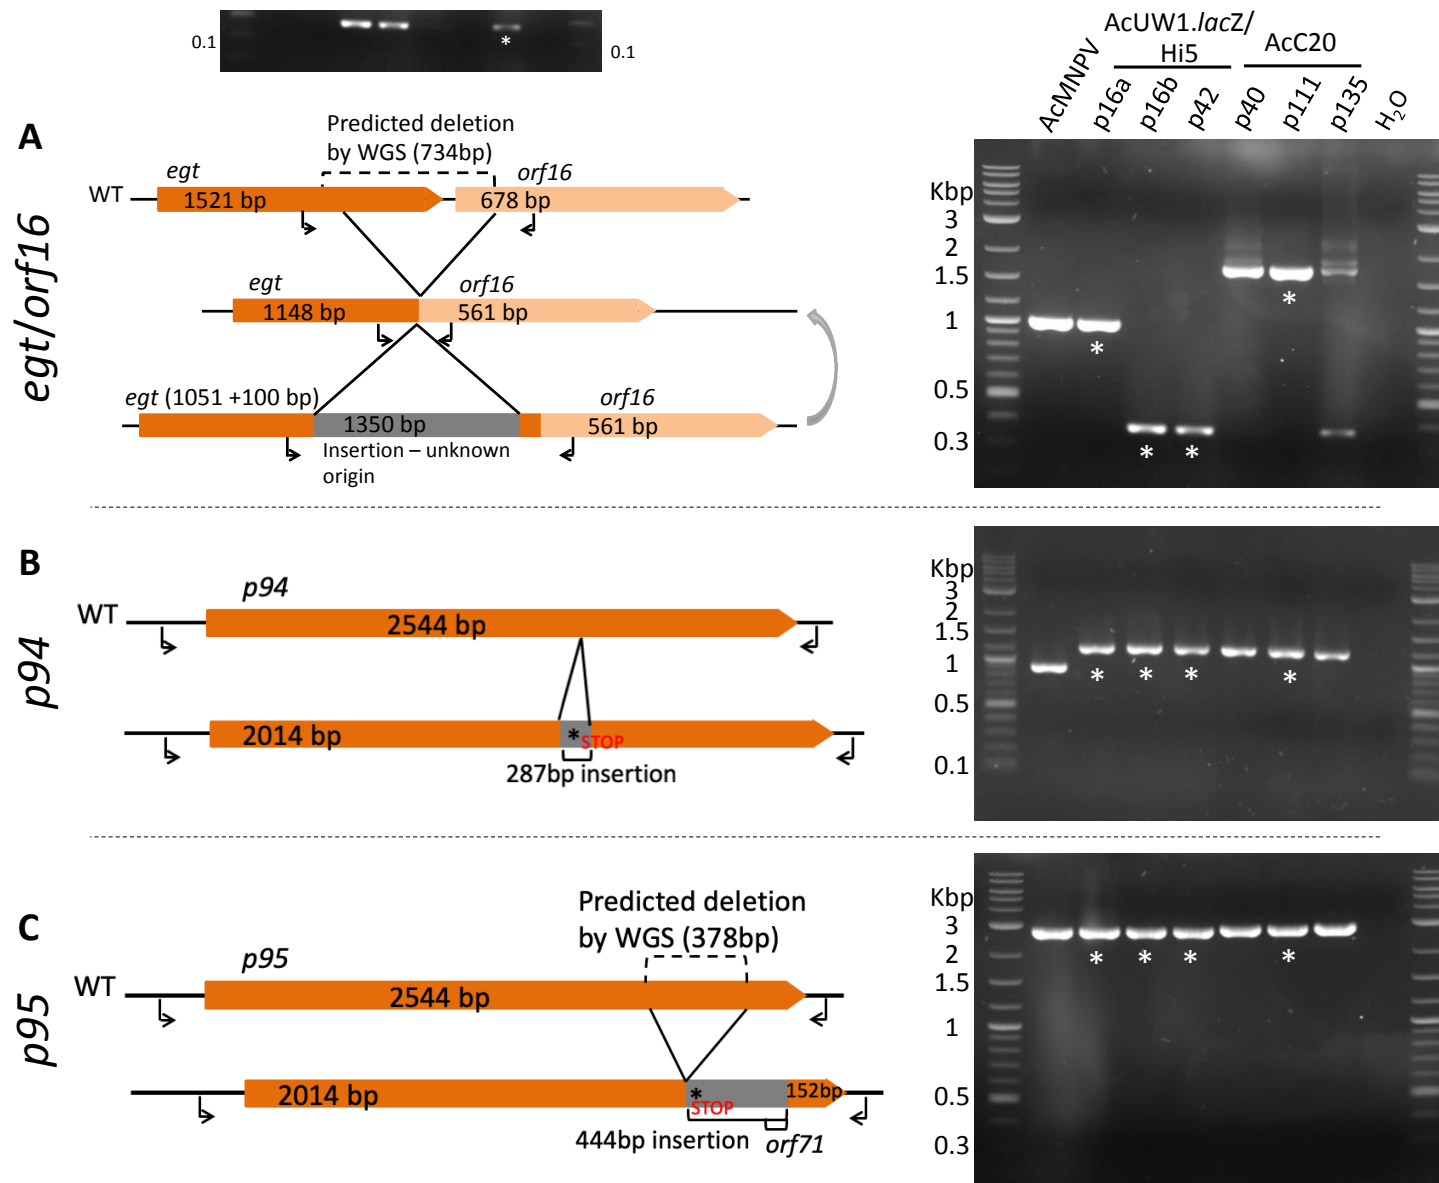 0.1
*
0.1
AcUW1.lacZ/
Hi5
AcC20
AcMNPV
p16a
p16b
p42
p40
p111
p135
H₂O
A
egt/orf16
Predicted deletion
by WGS (734bp)
egt
orf16
WT
1521 bp
678 bp
egt
orf16
1148 bp
561 bp
egt (1051 +100 bp)
orf16
1350 bp
561 bp
Insertion – unknown
origin
Kbp
3
2
1.5
1
0.5
0.3
*
*
*
*
B
p94
p94
WT
2544 bp
2014 bp
*
STOP
287bp insertion
Kbp
3
2
1.5
1
0.5
0.1
*
*
*
*
C
p95
Predicted deletion
by WGS (378bp)
p95
WT
2544 bp
2014 bp
*
STOP
152bp
444bp insertion
orf71
Kbp
3
2
1.5
1
0.5
0.3
*
*
*
*